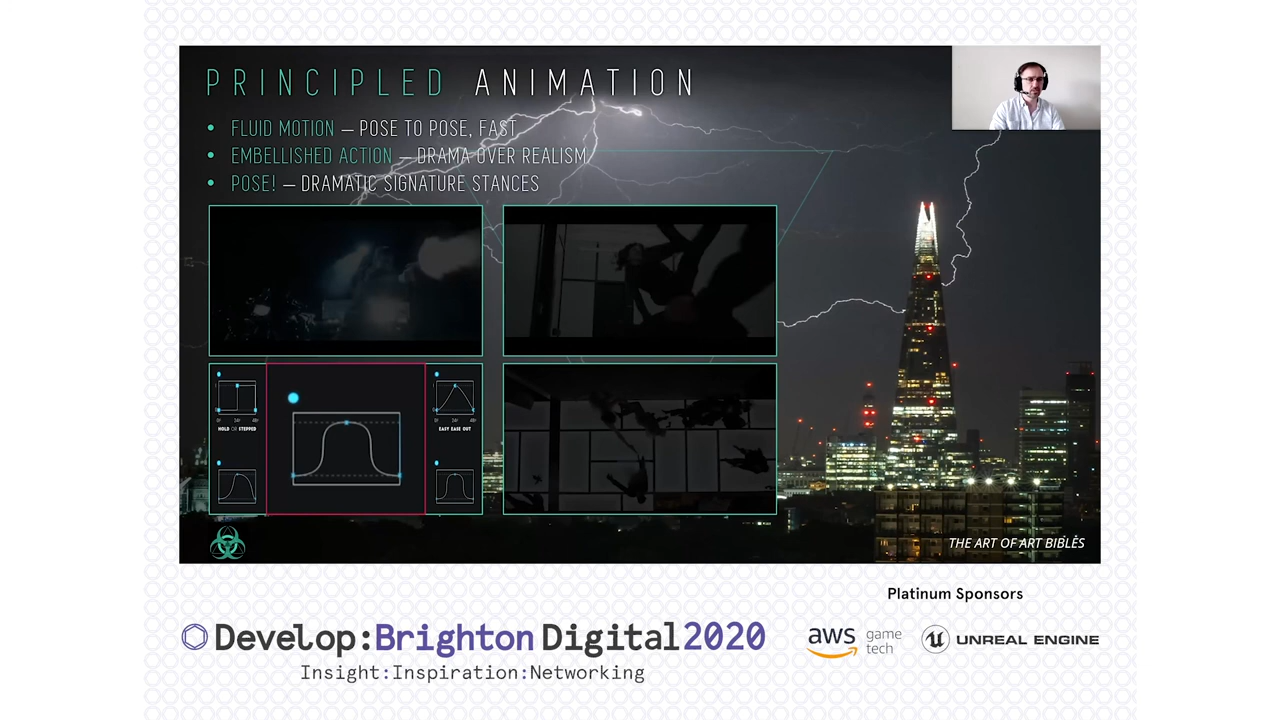 PRINCIPLED ANIMATION
• FLUID MOTION – POSE TO POSE, FAST
• EMBELLISHED ACTION – DRAMA OVER REALISM
• POSE! – DRAMATIC SIGNATURE STANCES
HOLD OR STEPPED
EASY EASE OUT
THE ART OF ART BIBLES
Platinum Sponsors
Develop:Brighton Digital 2020
Insight:Inspiration:Networking
aws game tech
UNREAL ENGINE